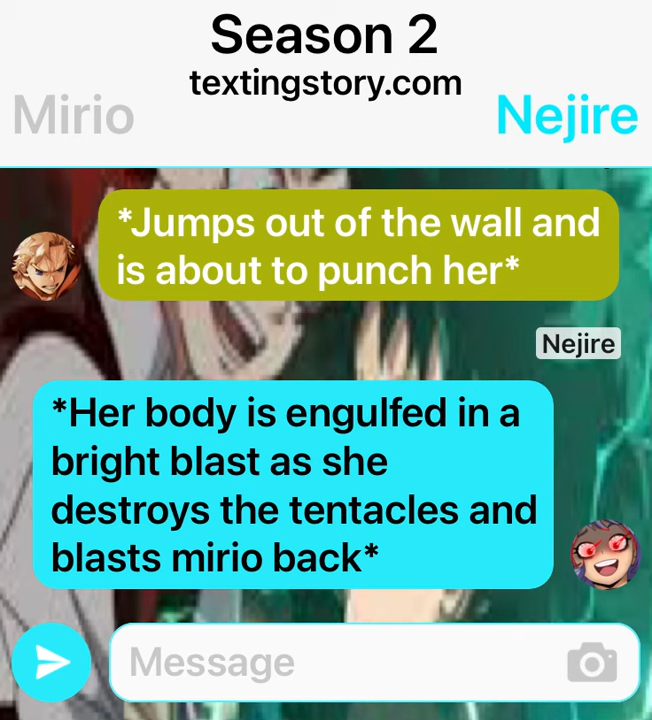 Season 2
textingstory.com
Mirio
Nejire
*Jumps out of the wall and
is about to punch her*
Nejire
*Her body is engulfed in a
bright blast as she
destroys the tentacles and
blasts mirio back*
Message